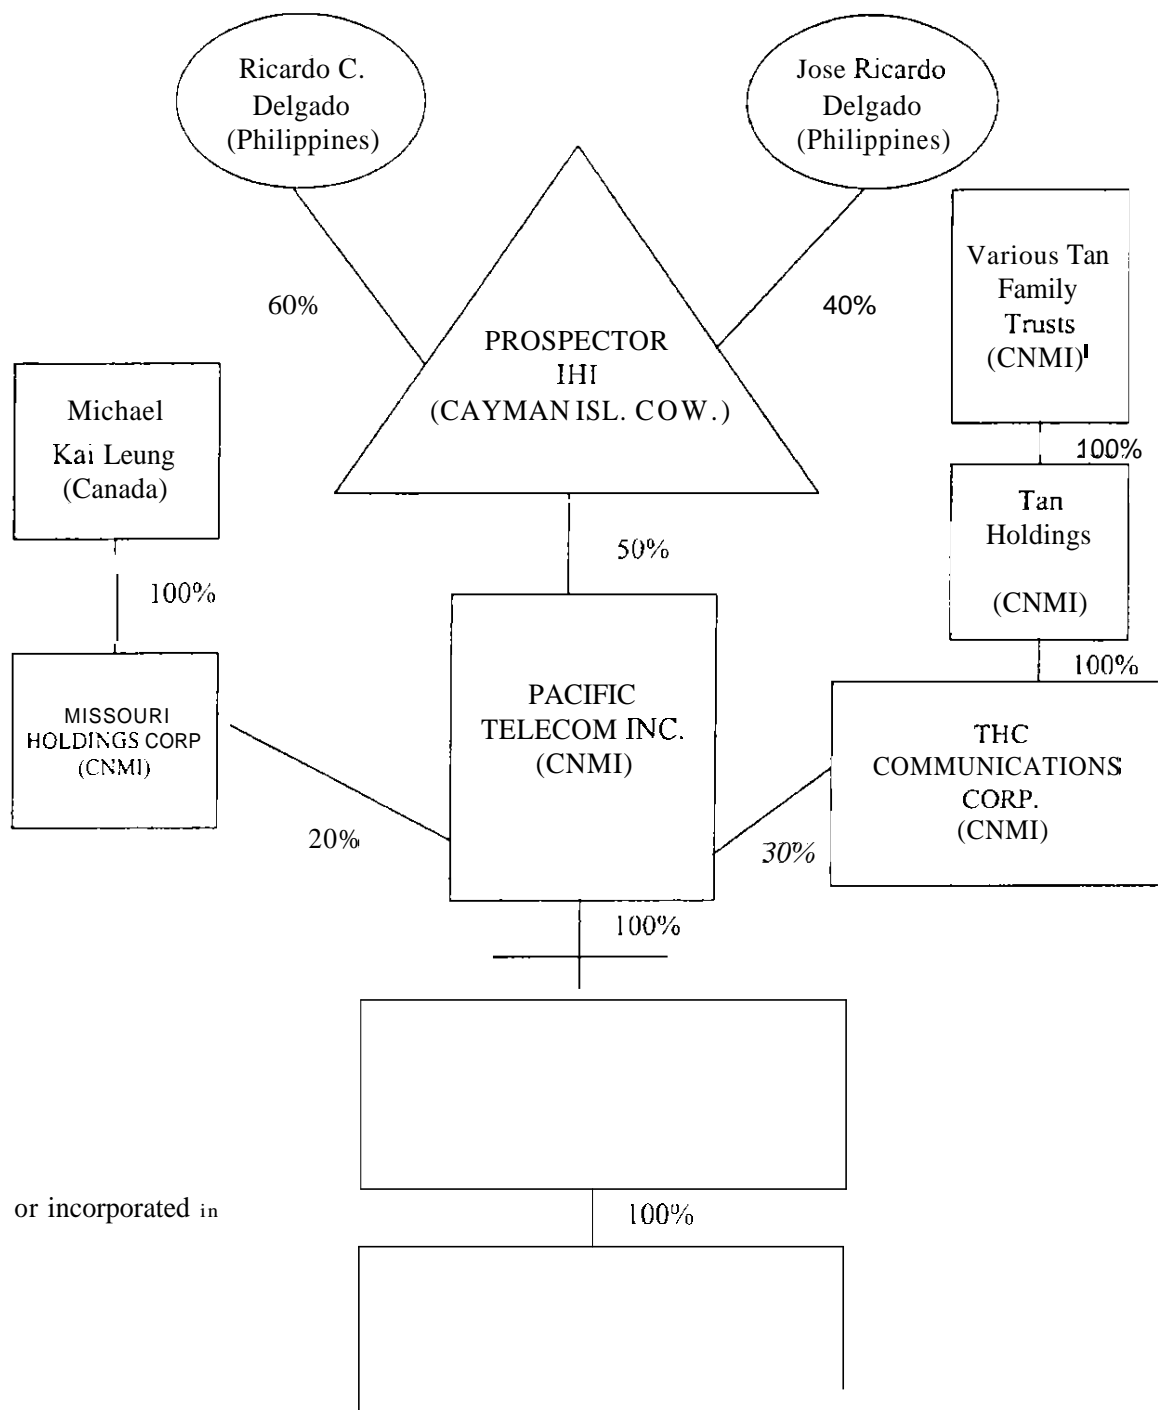 Ricardo C.
Delgado
(Philippines)
Jose Ricardo
Delgado
(Philippines)
60%
40%
PROSPECTOR
IHI
(CAYMAN ISL. COW.)
Various Tan
Family
Trusts
(CNMI)1
100%
Michael
Kai Leung
(Canada)
100%
50%
Tan
Holdings
(CNMI)
100%
MISSOURI
HOLDINGS CORP
(CNMI)
20%
PACIFIC
TELECOM INC.
(CNMI)
30%
THC
COMMUNICATIONS
CORP.
(CNMI)
100%
or incorporated in
100%